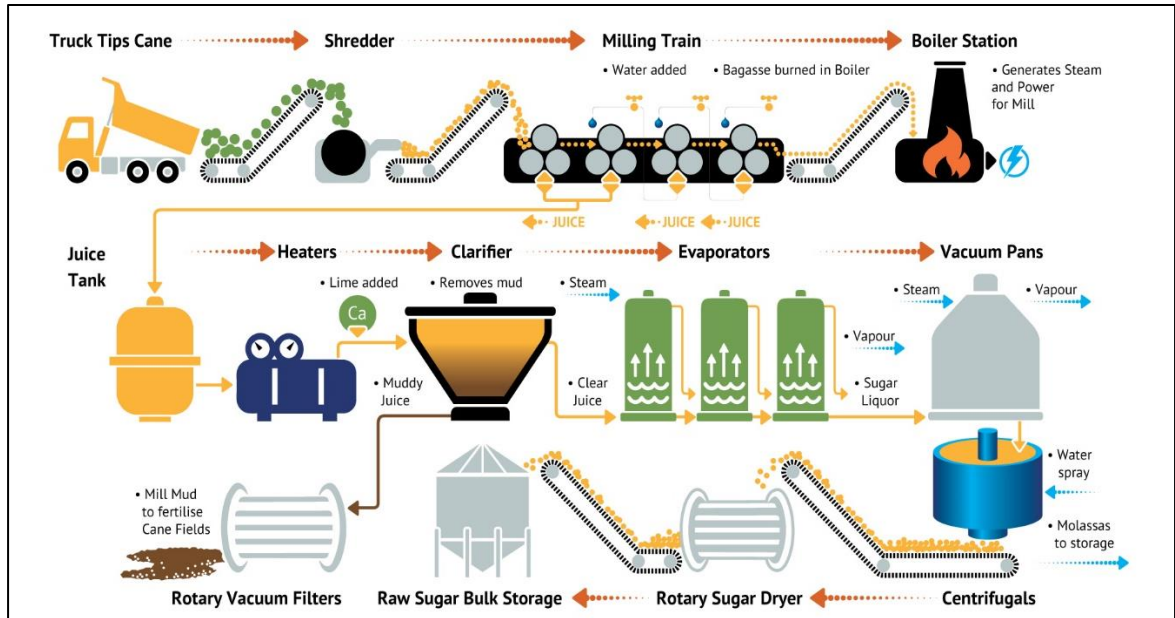 Truck Tips Cane
Shredder
Milling Train
Boiler Station
• Water added
• Bagasse burned in Boiler
• Generates Steam
and Power
for Mill
JUICE
JUICE
JUICE
Juice
Tank
Heaters
Clarifier
Evaporators
Vacuum Pans
• Lime added
• Removes mud
• Steam
• Steam
• Vapour
Ca
• Vapour
• Muddy
Juice
• Clear
Juice
• Sugar
Liquor
• Water
spray
• Mill Mud
to fertilise
Cane Fields
• Molassas
to storage
Rotary Vacuum Filters
Raw Sugar Bulk Storage
Rotary Sugar Dryer
Centrifugals